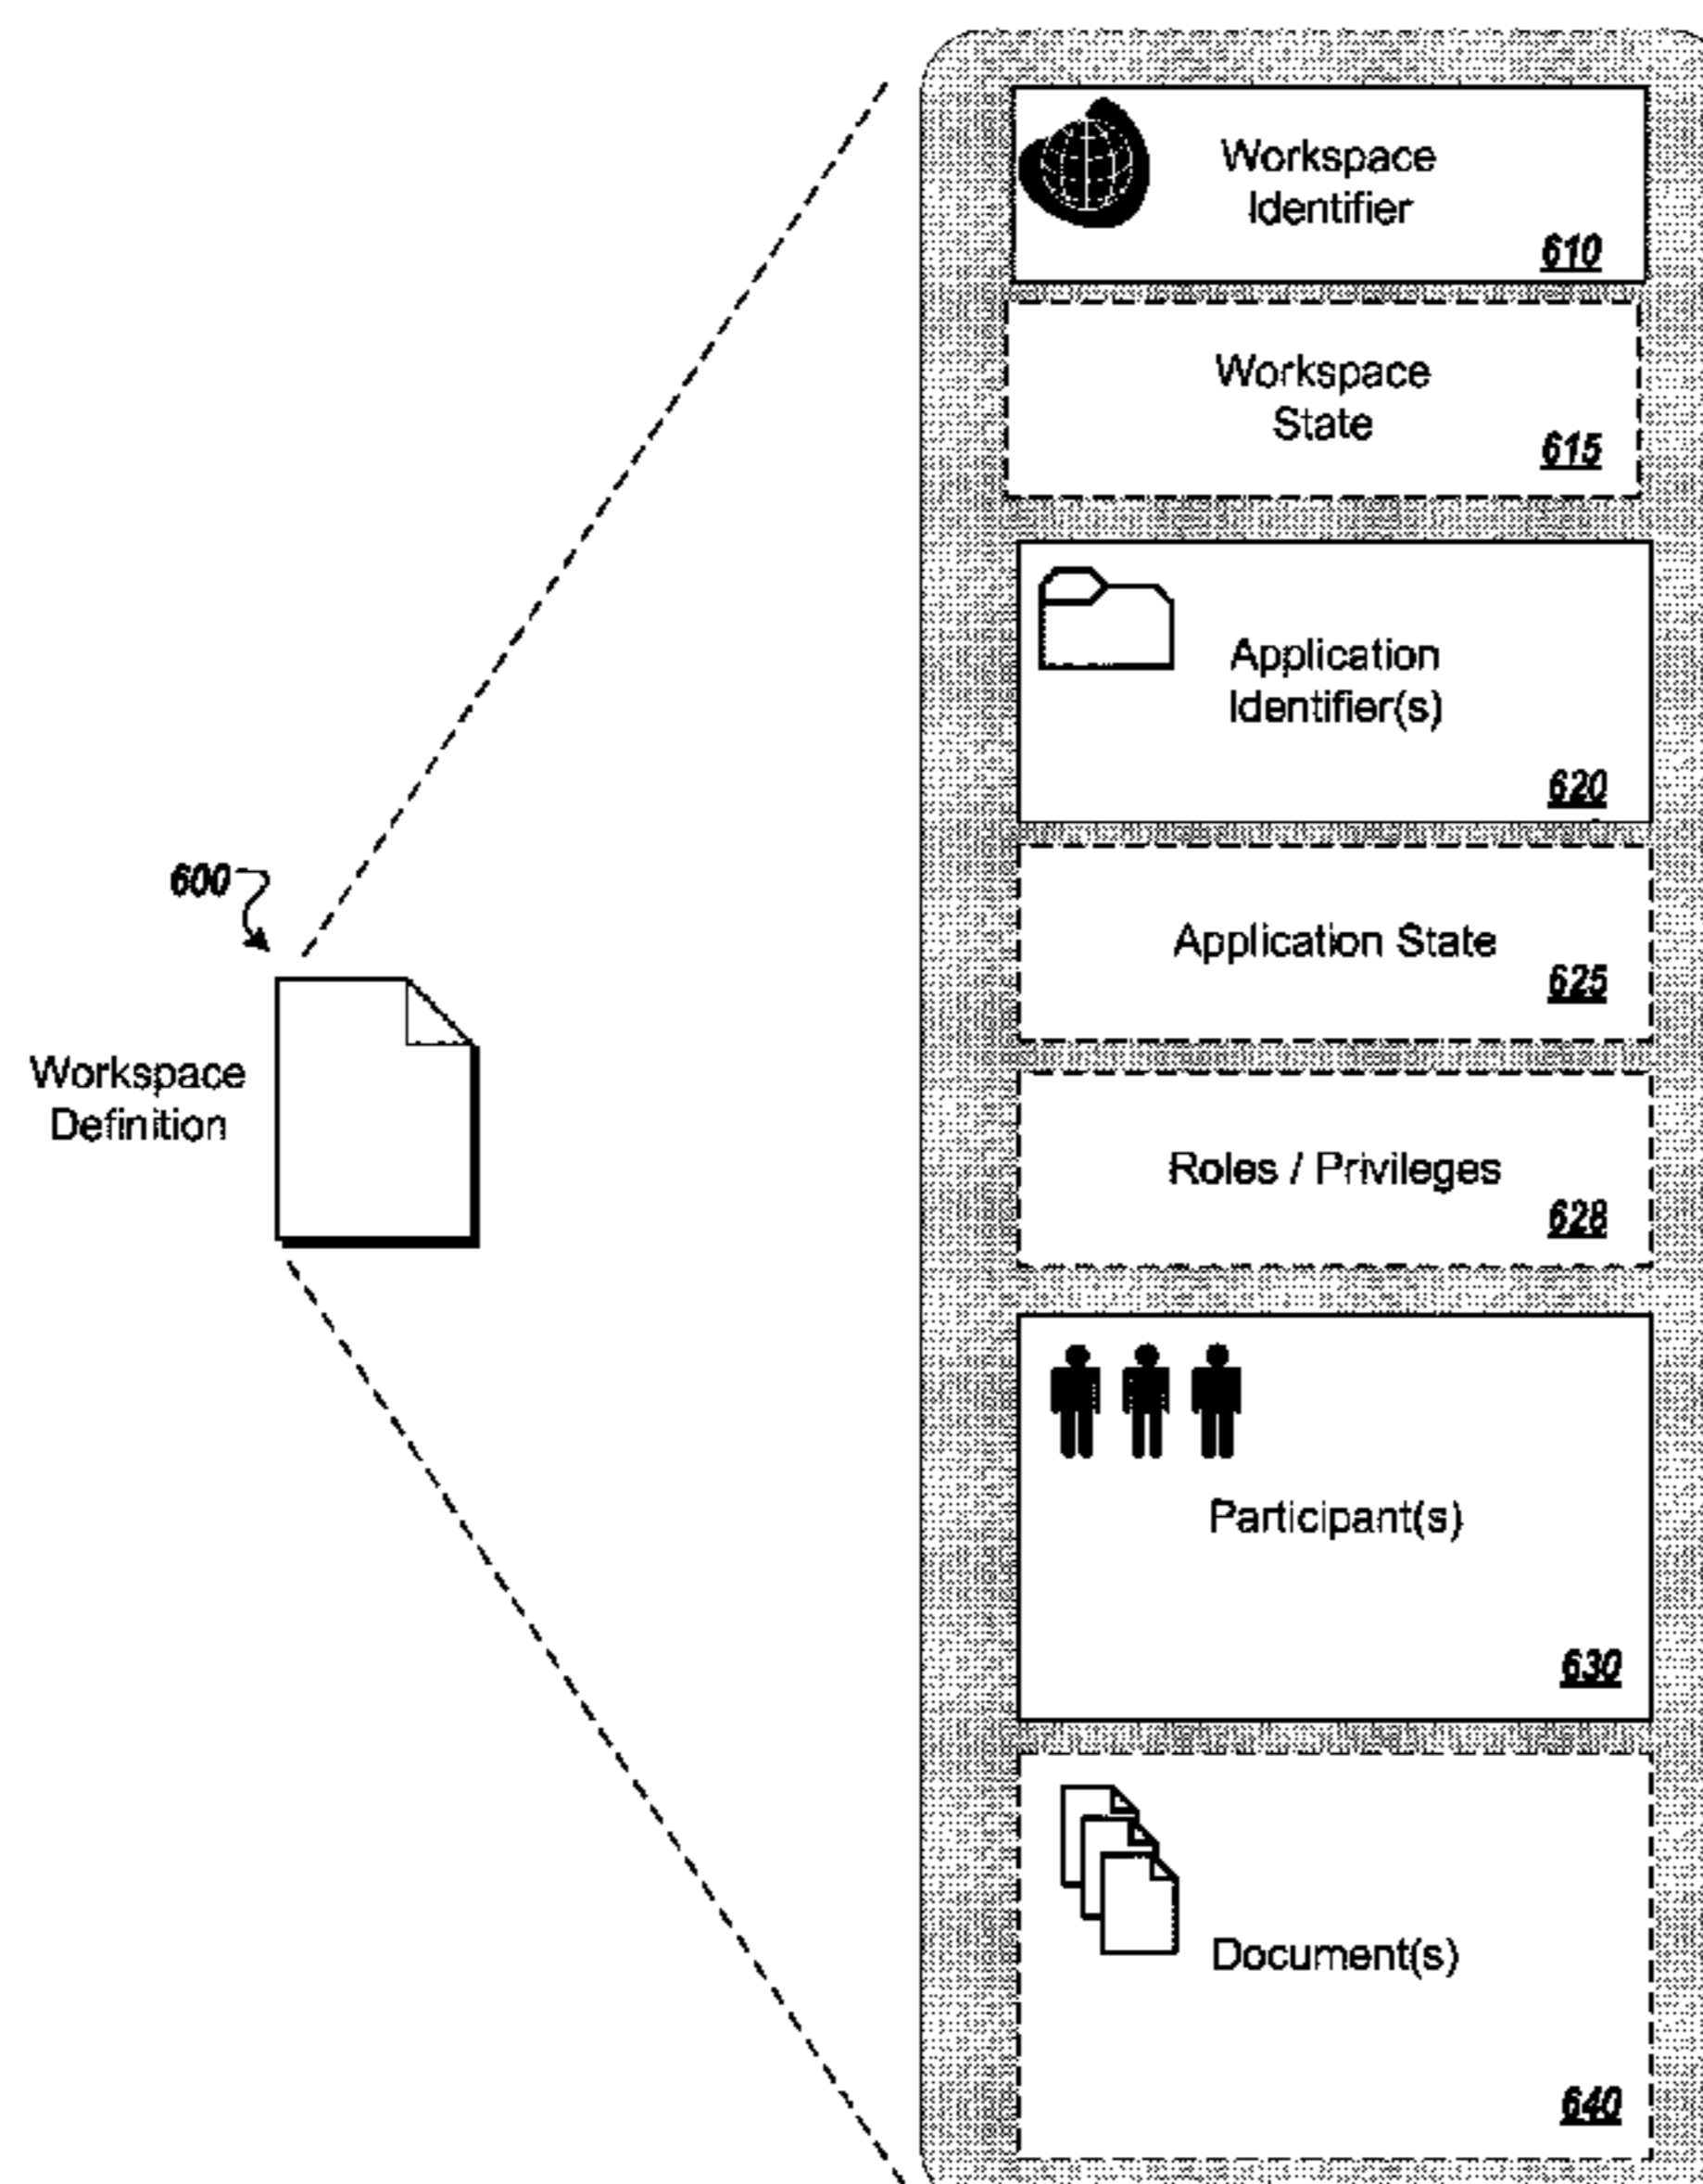 600
Workspace
Definition
Workspace
Identifier
610
Workspace
State
615
Application
Identifier(s)
620
Application State
625
Roles / Privileges
628
Participant(s)
630
Document(s)
640